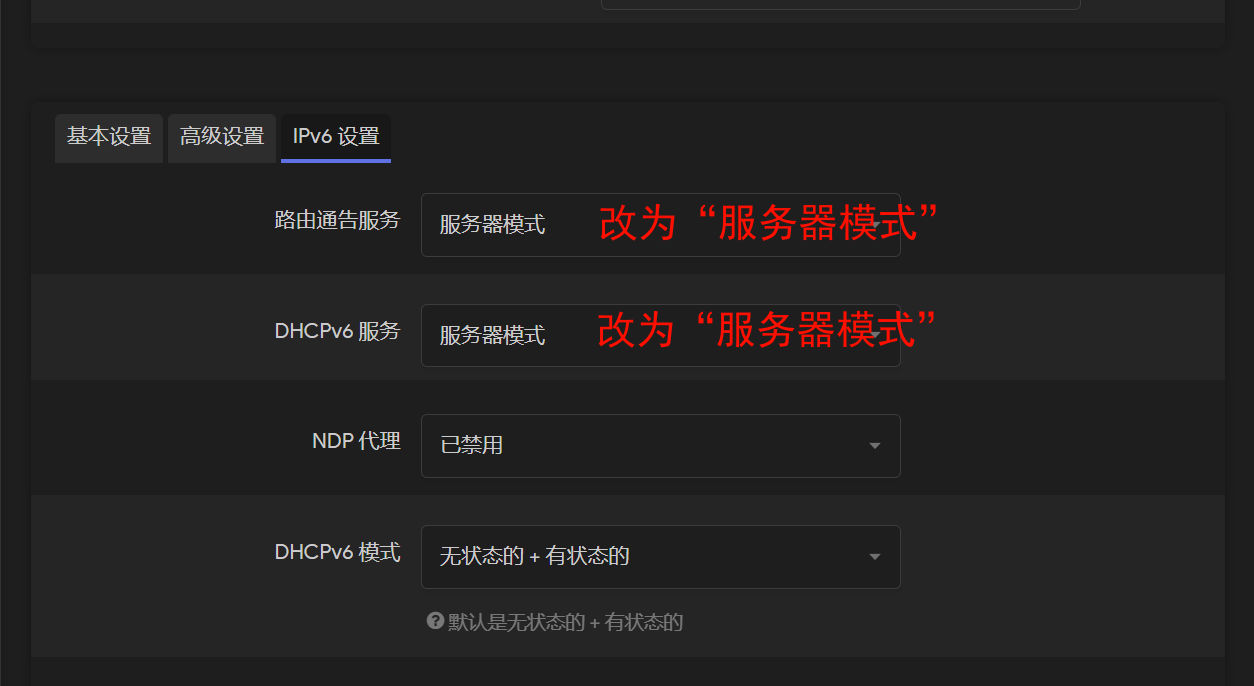 基本设置 高级设置 IPv6 设置
路由通告服务 服务器模式 改为“服务器模式”
DHCPv6 服务 服务器模式 改为“服务器模式”
NDP 代理 已禁用
DHCPv6 模式 无状态的 + 有状态的
默认是无状态的 + 有状态的